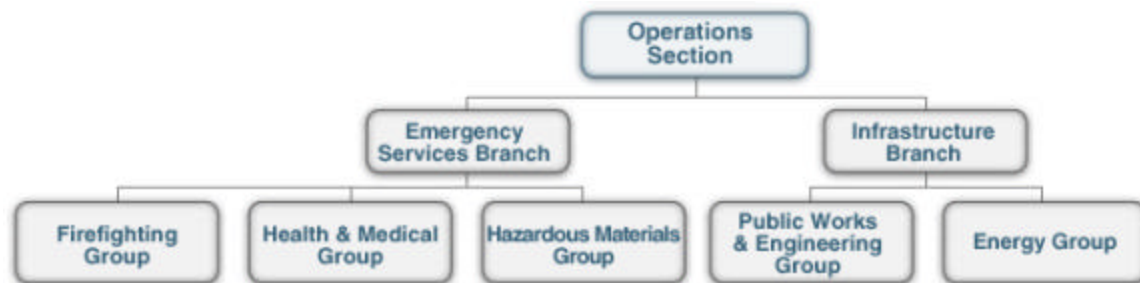 Operations
Section
Emergency
Services Branch
Infrastructure
Branch
Firefighting
Group
Health & Medical
Group
Hazardous Materials
Group
Public Works
& Engineering
Group
Energy Group